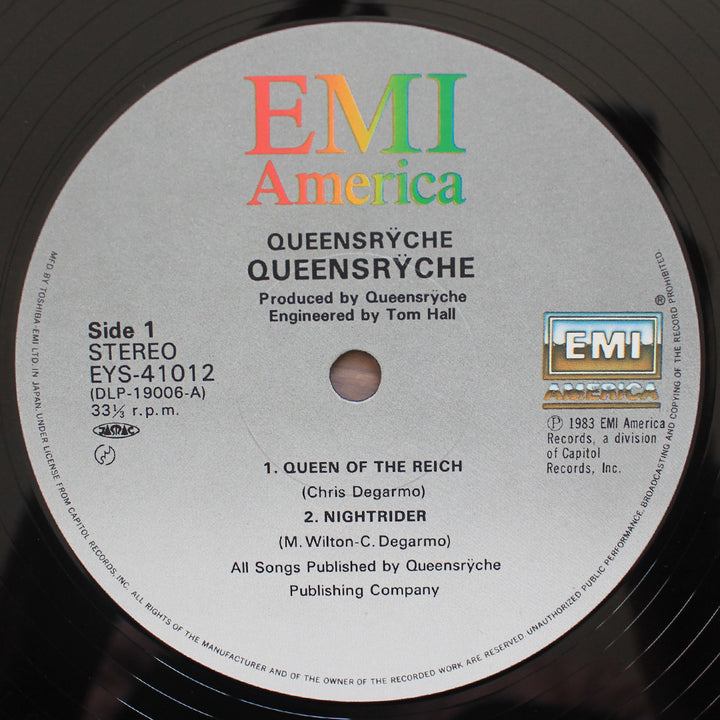 EMI
America
QUEENSRŸCHE
QUEENSRŸCHE
Produced by Queensrÿche
Engineered by Tom Hall
Side 1
STEREO
EYS-41012
(DLP-19006-A)
33⅓ r.p.m.
JASRAC
EMI
AMERICA
Ⓟ 1983 EMI America
Records, a division
of Capitol
Records, Inc.
1. QUEEN OF THE REICH
(Chris Degarmo)
2. NIGHTRIDER
(M. Wilton-C. Degarmo)
All Songs Published by Queensrÿche
Publishing Company
MFD. BY TOSHIBA-EMI LTD. IN JAPAN. UNDER LICENSE FROM CAPITOL RECORDS, INC. ALL RIGHTS OF THE MANUFACTURER AND OF THE OWNER OF THE RECORDED WORK ARE RESERVED. UNAUTHORIZED PUBLIC PERFORMANCE, BROADCASTING AND COPYING OF THE RECORD PROHIBITED. ®